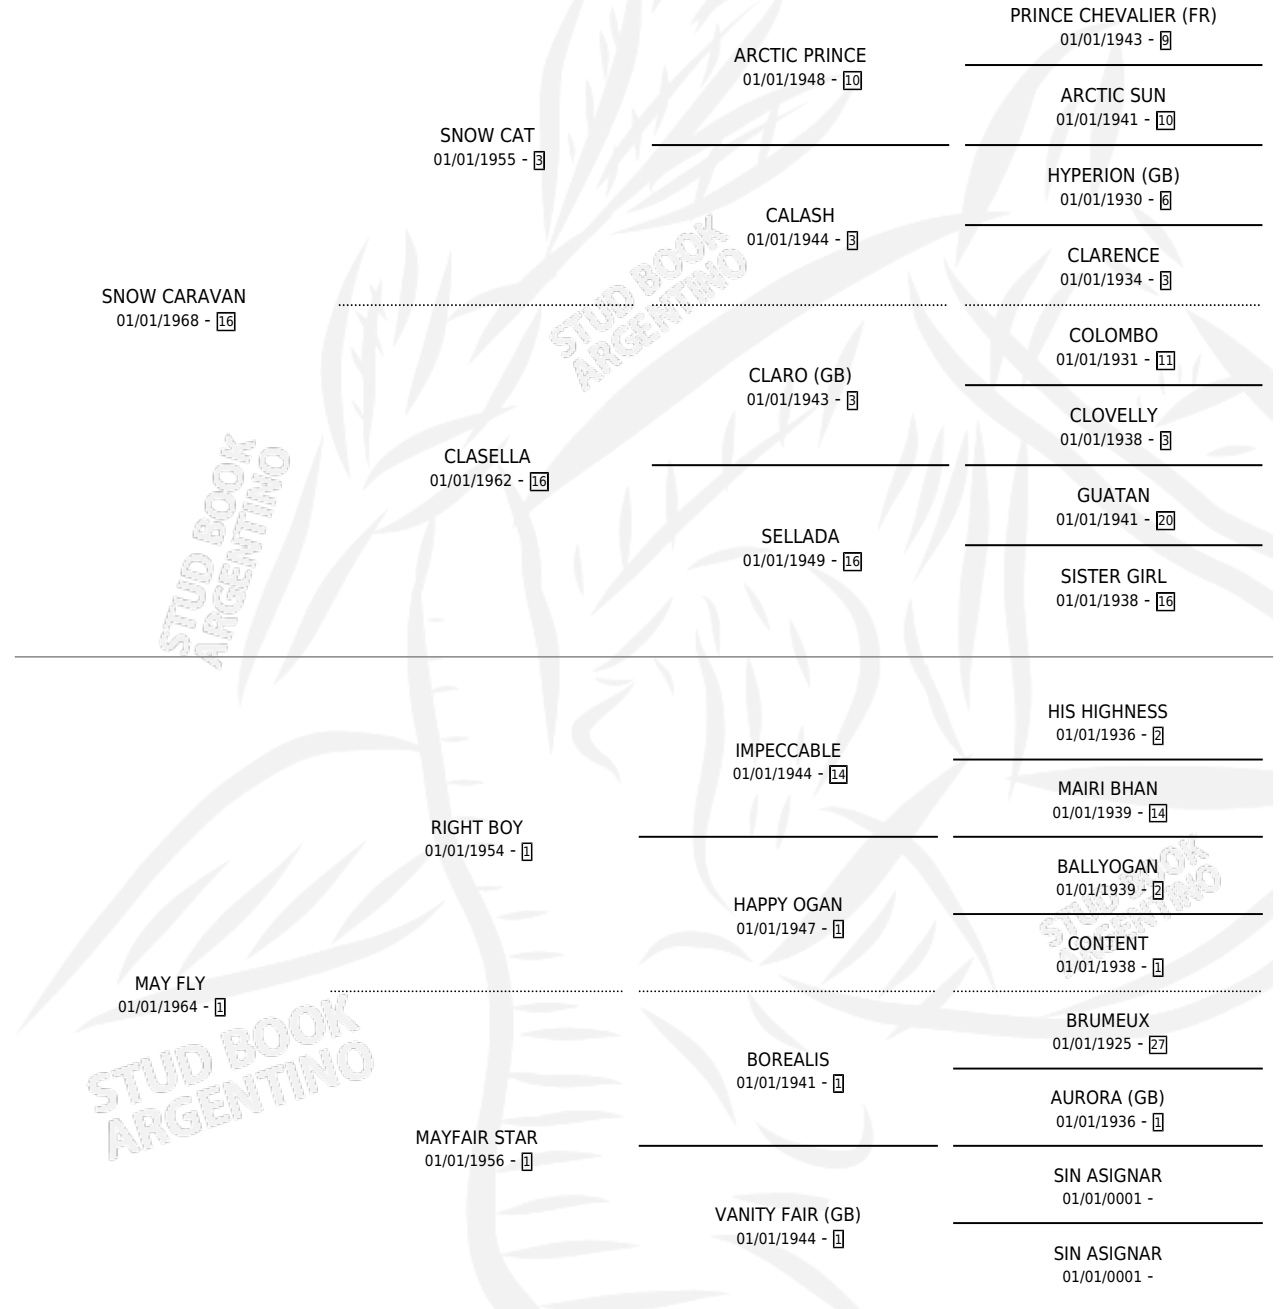 PRINCE CHEVALIER (FR)
01/01/1943 - 9
ARCTIC PRINCE
01/01/1948 - 10
ARCTIC SUN
01/01/1941 - 10
SNOW CAT
01/01/1955 - 3
HYPERION (GB)
01/01/1930 - 6
CALASH
01/01/1944 - 3
CLARENCE
01/01/1934 - 3
SNOW CARAVAN
01/01/1968 - 16
COLOMBO
01/01/1931 - 11
CLARO (GB)
01/01/1943 - 3
CLOVELLY
01/01/1938 - 3
CLASELLA
01/01/1962 - 16
GUATAN
01/01/1941 - 20
SELLADA
01/01/1949 - 16
SISTER GIRL
01/01/1938 - 16
HIS HIGHNESS
01/01/1936 - 2
IMPECCABLE
01/01/1944 - 14
MAIRI BHAN
01/01/1939 - 14
RIGHT BOY
01/01/1954 - 1
BALLYOGAN
01/01/1939 - 2
HAPPY OGAN
01/01/1947 - 1
CONTENT
01/01/1938 - 1
MAY FLY
01/01/1964 - 1
BRUMEUX
01/01/1925 - 27
BOREALIS
01/01/1941 - 1
AURORA (GB)
01/01/1936 - 1
MAYFAIR STAR
01/01/1956 - 1
SIN ASIGNAR
01/01/0001 -
VANITY FAIR (GB)
01/01/1944 - 1
SIN ASIGNAR
01/01/0001 -
STUD BOOK
ARGENTINO
STUD BOOK
ARGENTINO
STUD BOOK
ARGENTINO
STUD BOOK
ARGENTINO